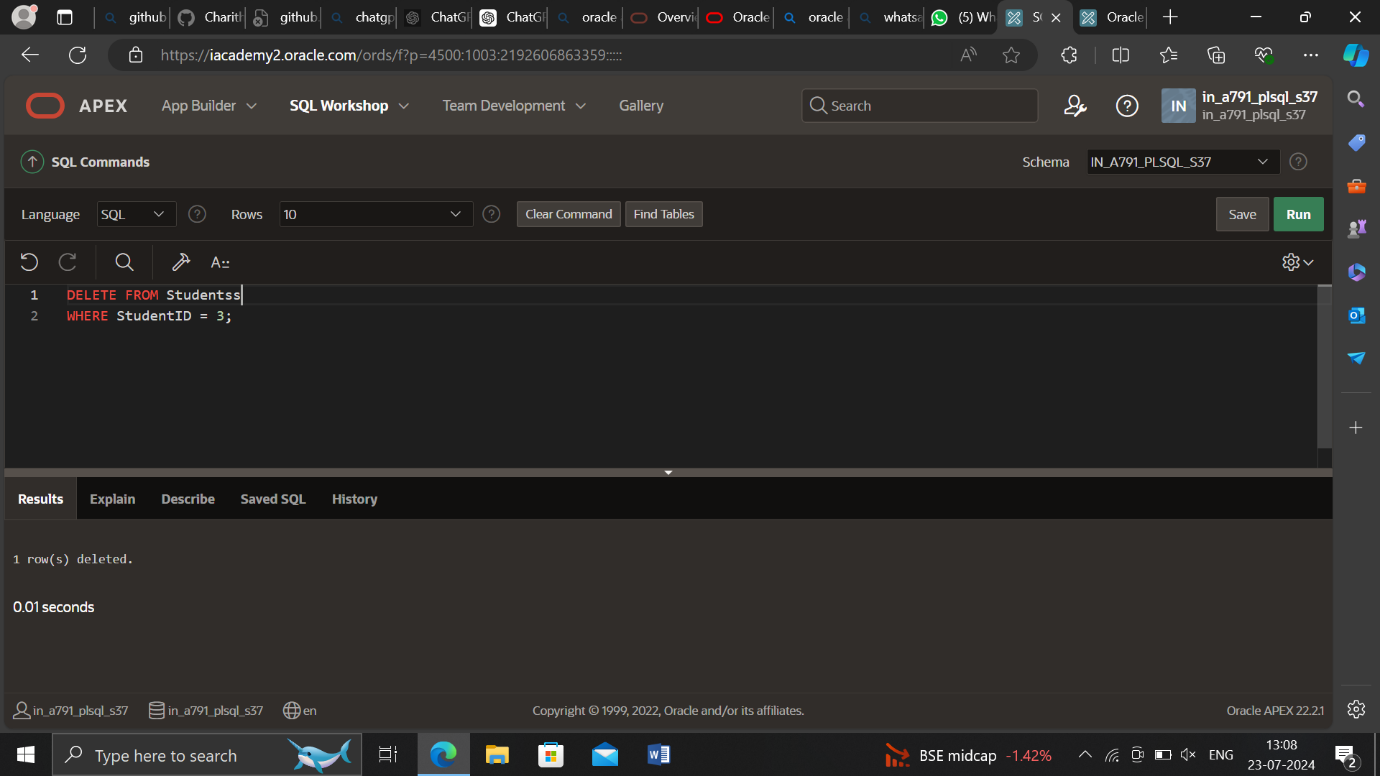 github
Charith
github
chatgp
ChatGP
ChatGP
oracle
Overvi
Oracle
oracle
whatsa
(5) Wh
Oracle
https://iacademy2.oracle.com/ords/f?p=4500:1003:2192606863359:::::
APEX
App Builder
SQL Workshop
Team Development
Gallery
Search
IN
in_a791_plsql_s37
in_a791_plsql_s37
SQL Commands
Schema
IN_A791_PLSQL_S37
Language
SQL
Rows
10
Clear Command
Find Tables
Save
Run
1 DELETE FROM Studentss
2 WHERE StudentID = 3;
Results
Explain
Describe
Saved SQL
History
1 row(s) deleted.
0.01 seconds
in_a791_plsql_s37
in_a791_plsql_s37
en
Copyright © 1999, 2022, Oracle and/or its affiliates.
Oracle APEX 22.2.1
Type here to search
BSE midcap -1.42%
ENG
13:08
23-07-2024
2